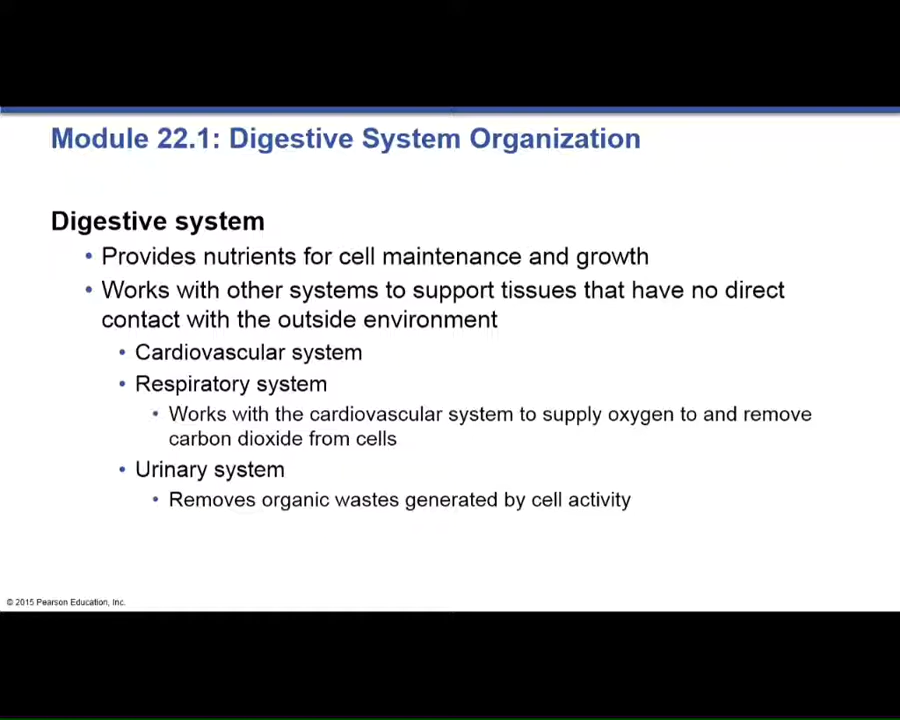 Module 22.1: Digestive System Organization
Digestive system
• Provides nutrients for cell maintenance and growth
• Works with other systems to support tissues that have no direct
contact with the outside environment
• Cardiovascular system
• Respiratory system
• Works with the cardiovascular system to supply oxygen to and remove
carbon dioxide from cells
• Urinary system
• Removes organic wastes generated by cell activity
© 2015 Pearson Education, Inc.